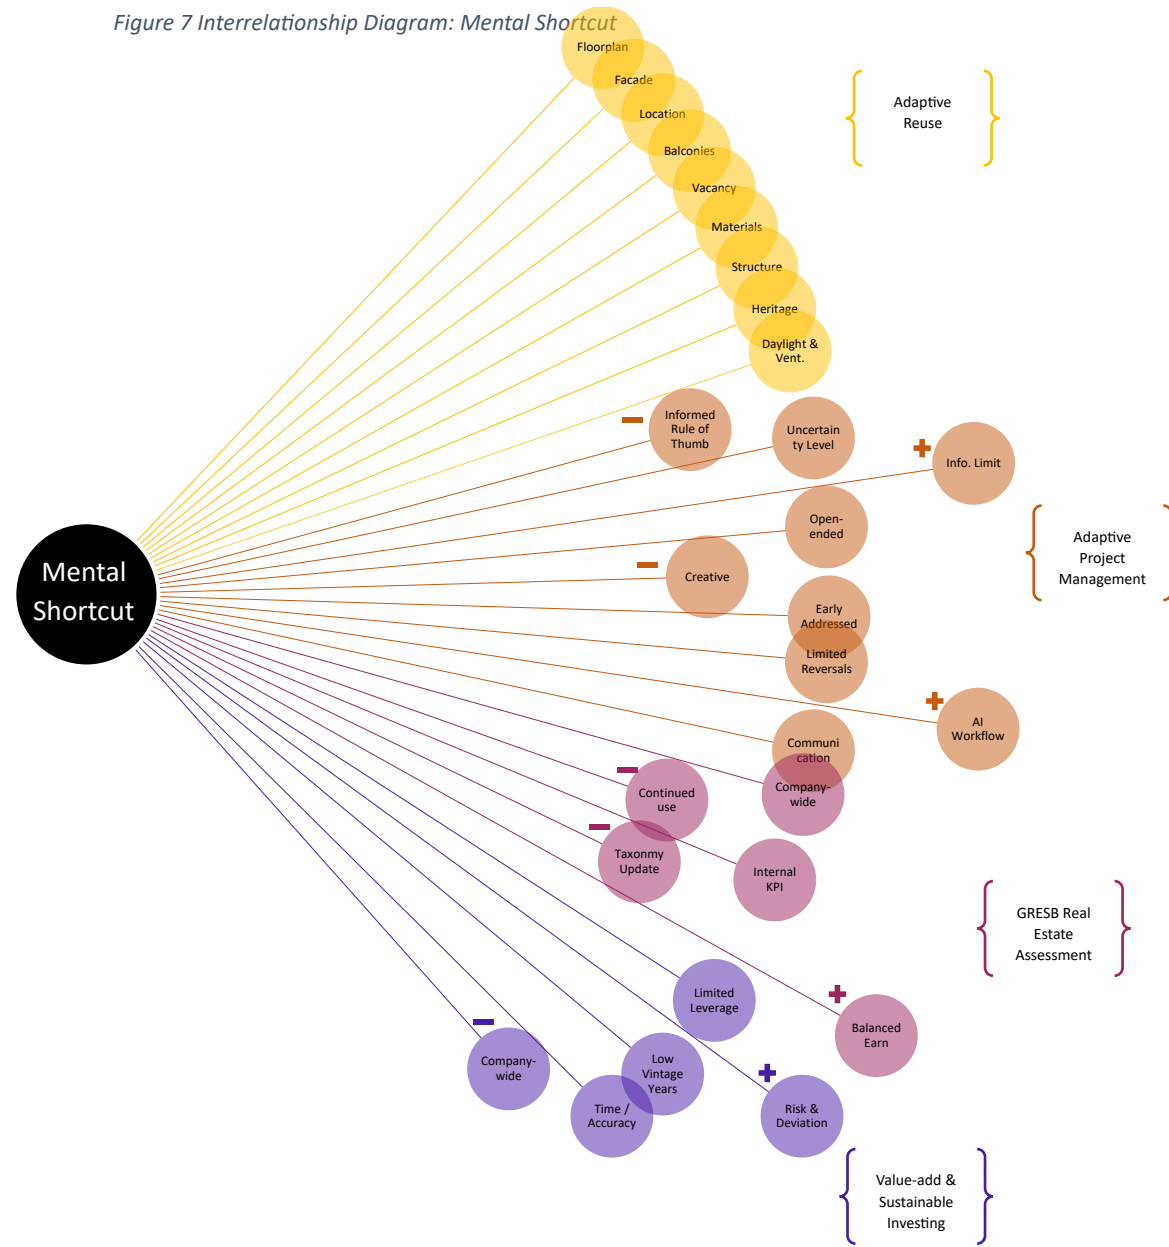 Figure 7 Interrelationship Diagram: Mental Shortcut
Floorplan
Facade
Location
Balconies
Vacancy
Materials
Structure
Heritage
Daylight &
Vent.
Adaptive
Reuse
Informed
Rule of
Thumb
Uncertain
ty Level
Info. Limit
Open-
ended
Creative
Early
Addressed
Limited
Reversals
AI
Workflow
Communi
cation
Adaptive
Project
Management
Mental
Shortcut
Company-
wide
Continued
use
Taxonmy
Update
Internal
KPI
Balanced
Earn
GRESB Real
Estate
Assessment
Limited
Leverage
Low
Vintage
Years
Company-
wide
Time /
Accuracy
Risk &
Deviation
Value-add &
Sustainable
Investing